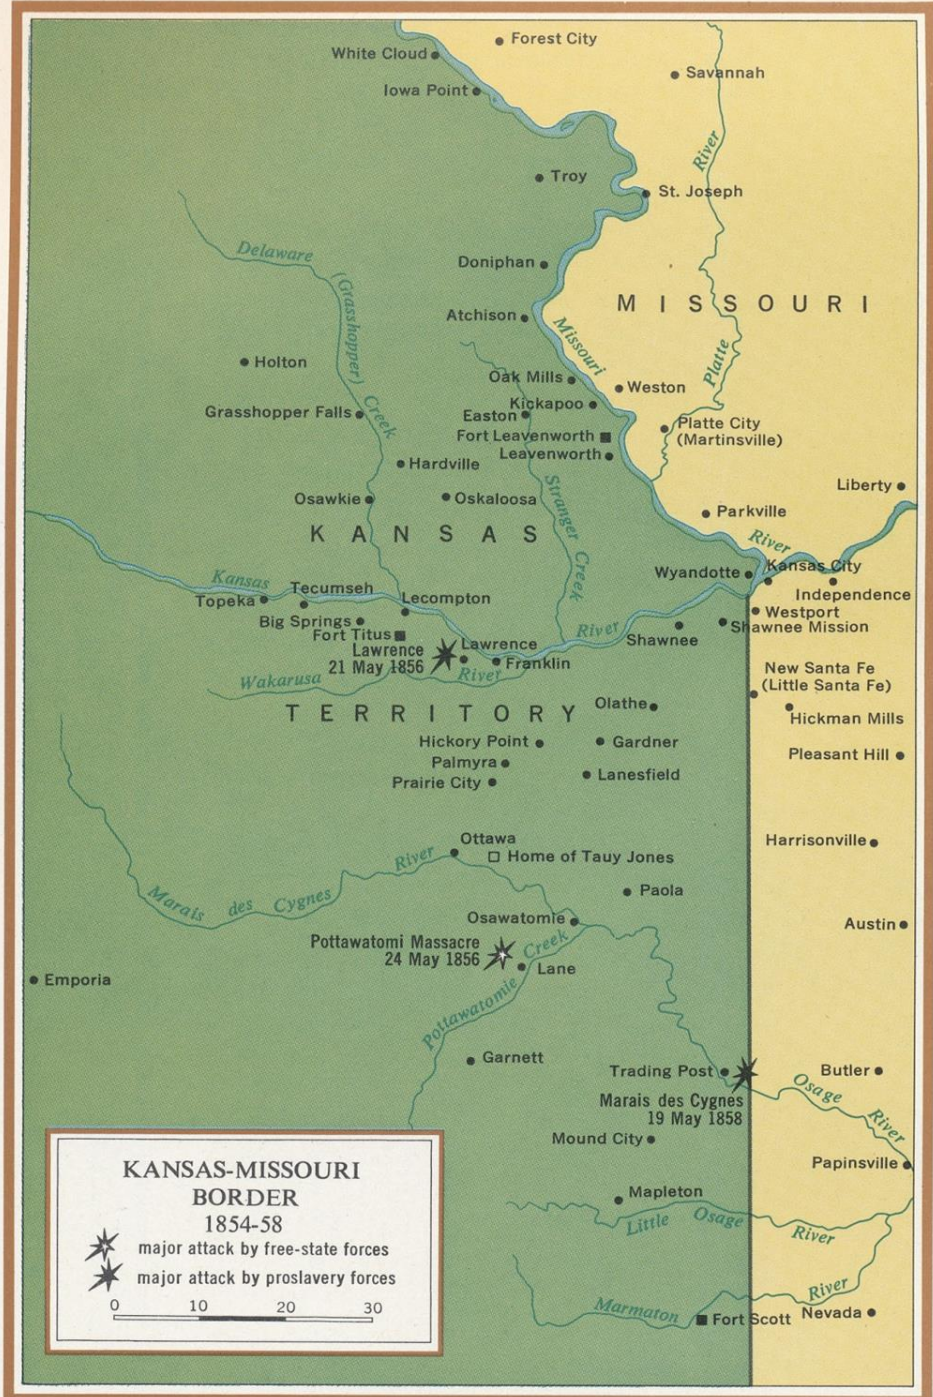 White Cloud
Forest City
Savannah
Iowa Point
River
Troy
St. Joseph
Delaware
(Grasshopper)
Creek
Doniphan
MISSOURI
Atchison
Missouri
Platte
Holton
Oak Mills
Weston
Kickapoo
Grasshopper Falls
Easton
Platte City
(Martinsville)
Fort Leavenworth
Leavenworth
Hardville
Stranger Creek
Liberty
Osawkie
Oskaloosa
Parkville
KANSAS
River
Kansas
Wyandotte
Kansas City
Tecumseh
Independence
Topeka
Lecompton
Westport
Big Springs
Shawnee Mission
Fort Titus
River
Shawnee
Lawrence
21 May 1856
Lawrence
Franklin
Wakarusa
River
New Santa Fe
(Little Santa Fe)
TERRITORY
Olathe
Hickman Mills
Hickory Point
Gardner
Pleasant Hill
Palmyra
Lanesfield
Prairie City
Ottawa
Harrisonville
River
Home of Tauy Jones
Marais des Cygnes
Paola
Osawatomie
Austin
Pottawatomi Massacre
24 May 1856
Creek
Lane
Emporia
Pottawatomie
Garnett
Trading Post
Butler
Marais des Cygnes
19 May 1858
Osage
River
Mound City
Papinsville
Mapleton
Little Osage
River
River
Marmaton
Fort Scott
Nevada
KANSAS-MISSOURI
BORDER
1854-58
major attack by free-state forces
major attack by proslavery forces
0 10 20 30